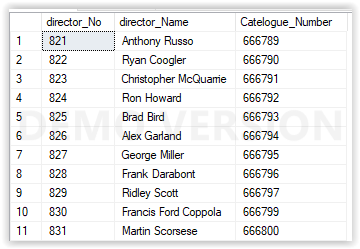 director_No director_Name Catelogue_Number
1 821 Anthony Russo 666789
2 822 Ryan Coogler 666790
3 823 Christopher McQuarrie 666791
4 824 Ron Howard 666792
5 825 Brad Bird 666793
6 826 Alex Garland 666794
7 827 George Miller 666795
8 828 Frank Darabont 666796
9 829 Ridley Scott 666797
10 830 Francis Ford Coppola 666799
11 831 Martin Scorsese 666800
DEMO VERSION